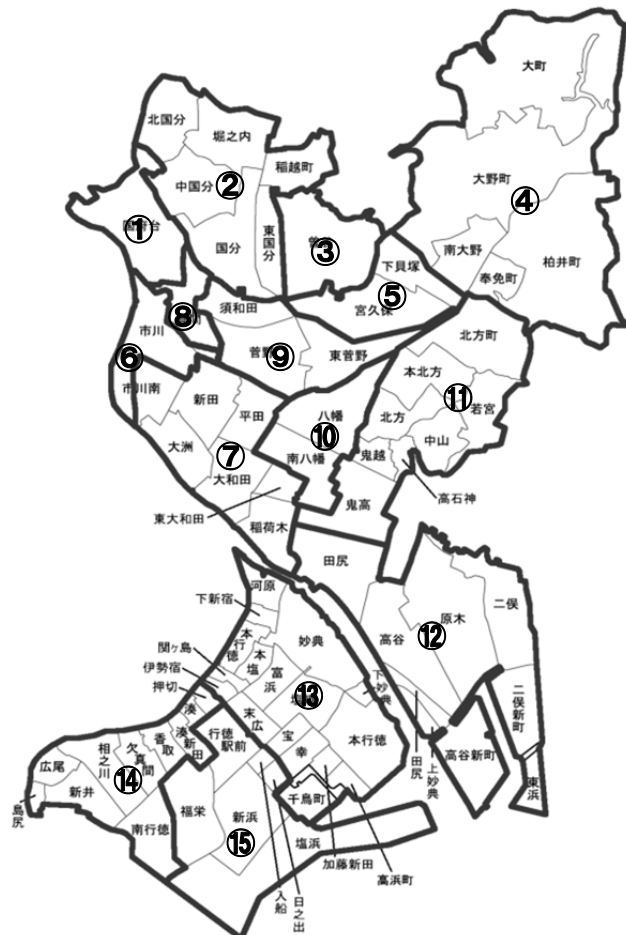 大町
北国分
堀之内
稲越町
大野町
中国分
②
④
国府台
①
国分
東国分
③
南大野
柏井町
下貝塚
奉免町
⑤
宮久保
須和田
⑧
市川
北方町
菅野
⑨
東菅野
⑥
本北方
市川南
新田
⑪
若宮
平田
八幡
北方
⑩
中山
大洲
⑦
南八幡
鬼越
大和田
高石神
鬼高
東大和田
稲荷木
田尻
河原
二俣
下新宿
原木
本行徳
妙典
高谷
⑫
関ヶ島
本塩
富浜
伊勢宿
下妙典
押切
⑬
二俣新町
湊
末広
香取
湊新田
行徳駅前
宝
本行徳
相之川
欠真間
幸
田尻
上妙典
高谷新町
広尾
⑭
東浜
新井
千鳥町
島尻
福栄
新浜
南行徳
⑮
塩浜
加藤新田
高浜町
入船
日之出